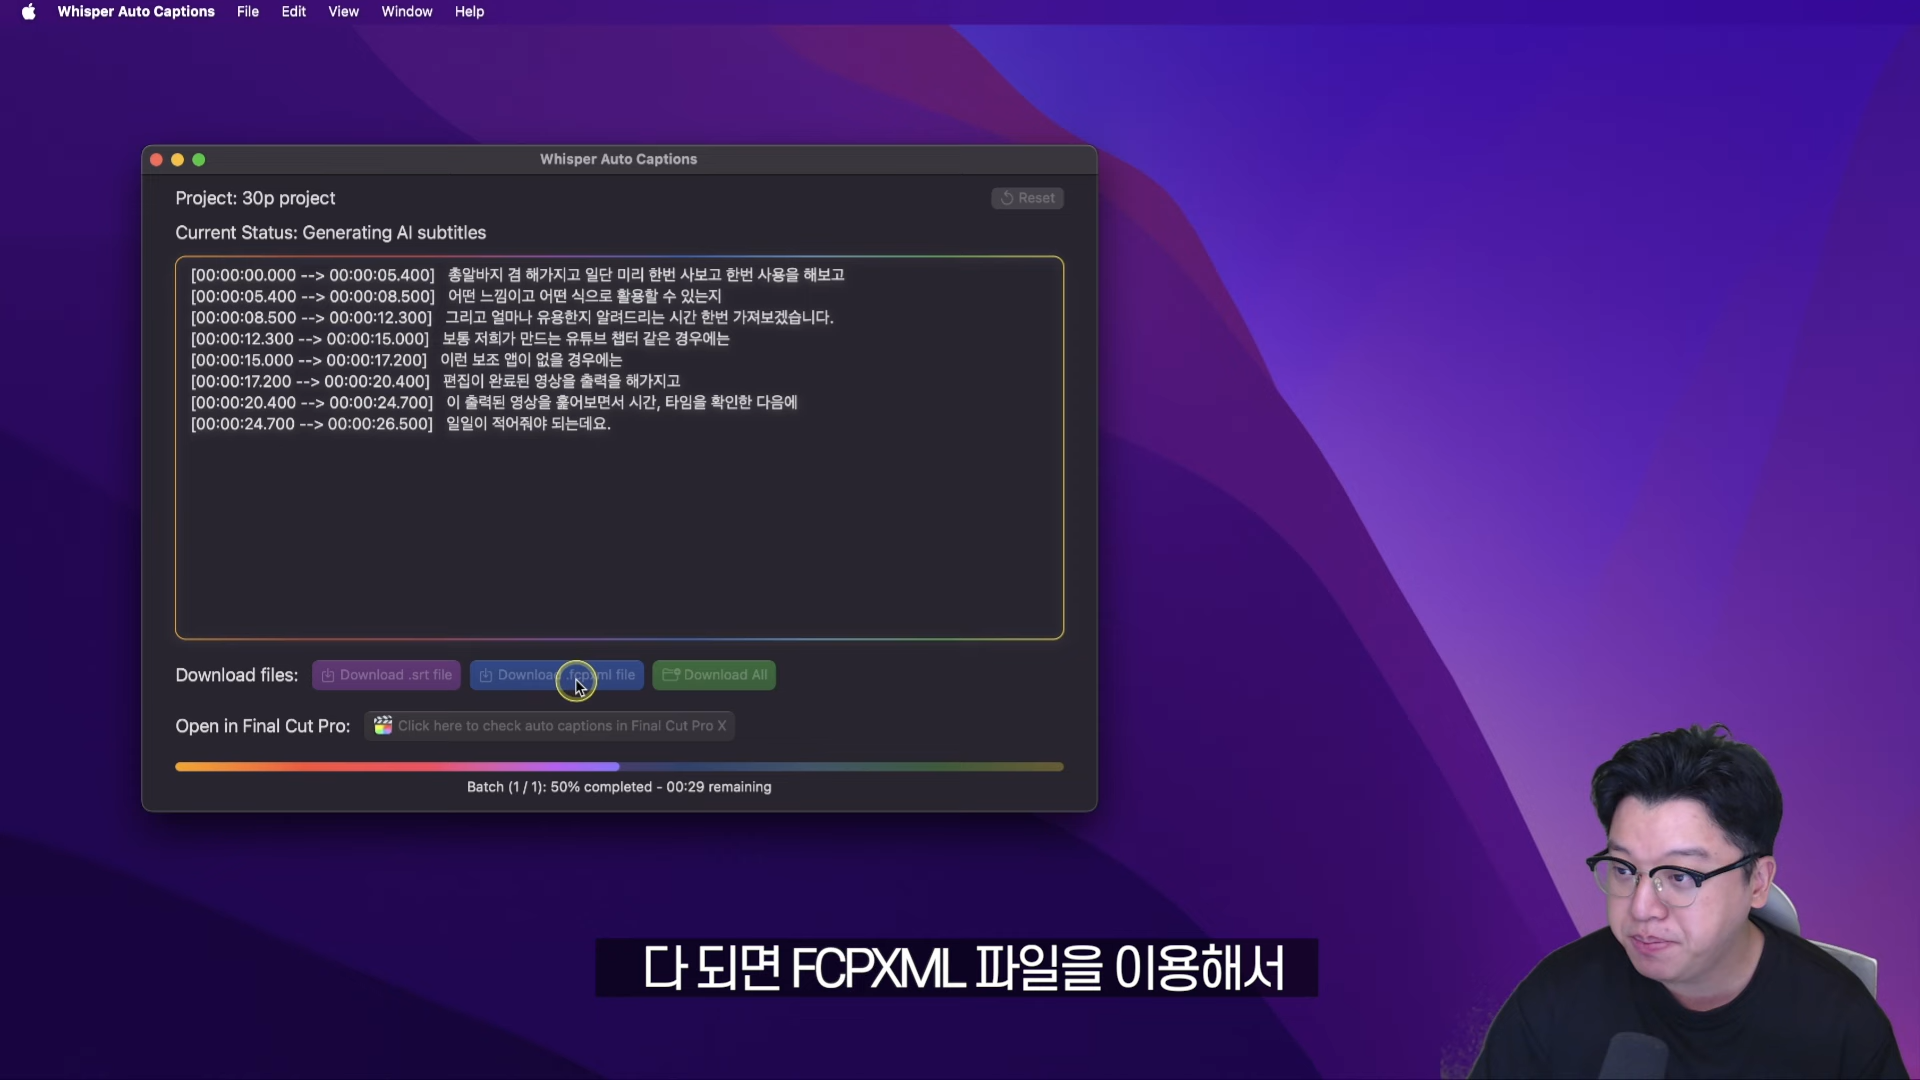 Whisper Auto Captions File Edit View Window Help
Whisper Auto Captions
Project: 30p project
Reset
Current Status: Generating AI subtitles
[00:00:00.000 --> 00:00:05.400] 총알바지 겸 해가지고 일단 미리 한번 사보고 한번 사용을 해보고
[00:00:05.400 --> 00:00:08.500] 어떤 느낌이고 어떤 식으로 활용할 수 있는지
[00:00:08.500 --> 00:00:12.300] 그리고 얼마나 유용한지 알려드리는 시간 한번 가져보겠습니다.
[00:00:12.300 --> 00:00:15.000] 보통 저희가 만드는 유튜브 챕터 같은 경우에는
[00:00:15.000 --> 00:00:17.200] 이런 보조 앱이 없을 경우에는
[00:00:17.200 --> 00:00:20.400] 편집이 완료된 영상을 출력을 해가지고
[00:00:20.400 --> 00:00:24.700] 이 출력된 영상을 훑어보면서 시간, 타임을 확인한 다음에
[00:00:24.700 --> 00:00:26.500] 일일이 적어줘야 되는데요.
Download files: Download .srt file Download .fcpxml file Download All
Open in Final Cut Pro: Click here to check auto captions in Final Cut Pro X
Batch (1 / 1): 50% completed - 00:29 remaining
다 되면 FCPXML 파일을 이용해서